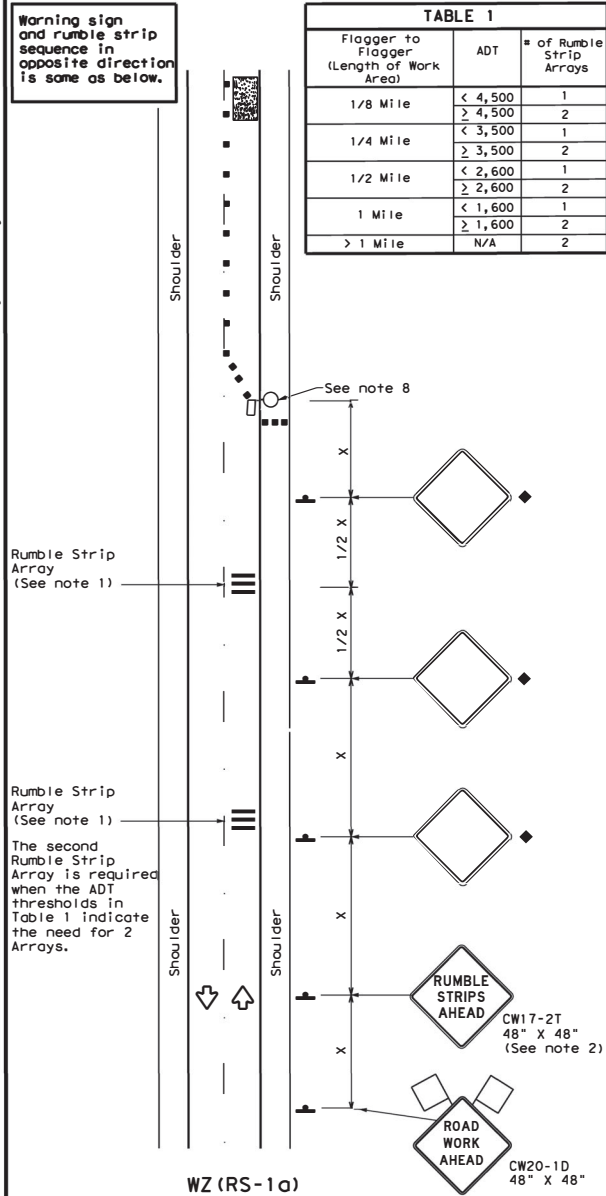 Warning sign
and rumble strip
sequence in
opposite direction
is same as below.
TABLE 1
Flagger to
Flagger
(Length of Work
Area)
ADT
# of Rumble
Strip
Arrays
1/8 Mile
< 4,500 1
≥ 4,500 2
1/4 Mile
< 3,500 1
≥ 3,500 2
1/2 Mile
< 2,600 1
≥ 2,600 2
1 Mile
< 1,600 1
≥ 1,600 2
> 1 Mile N/A 2
Shoulder
Shoulder
See note 8
X
1/2 X
Rumble Strip
Array
(See note 1)
1/2 X
X
Rumble Strip
Array
(See note 1)
The second
Rumble Strip
Array is required
when the ADT
thresholds in
Table 1 indicate
the need for 2
Arrays.
Shoulder
Shoulder
X
RUMBLE
STRIPS
AHEAD
CW17-2T
48" X 48"
(See note 2)
X
ROAD
WORK
AHEAD
CW20-1D
48" X 48"
WZ (RS-1a)